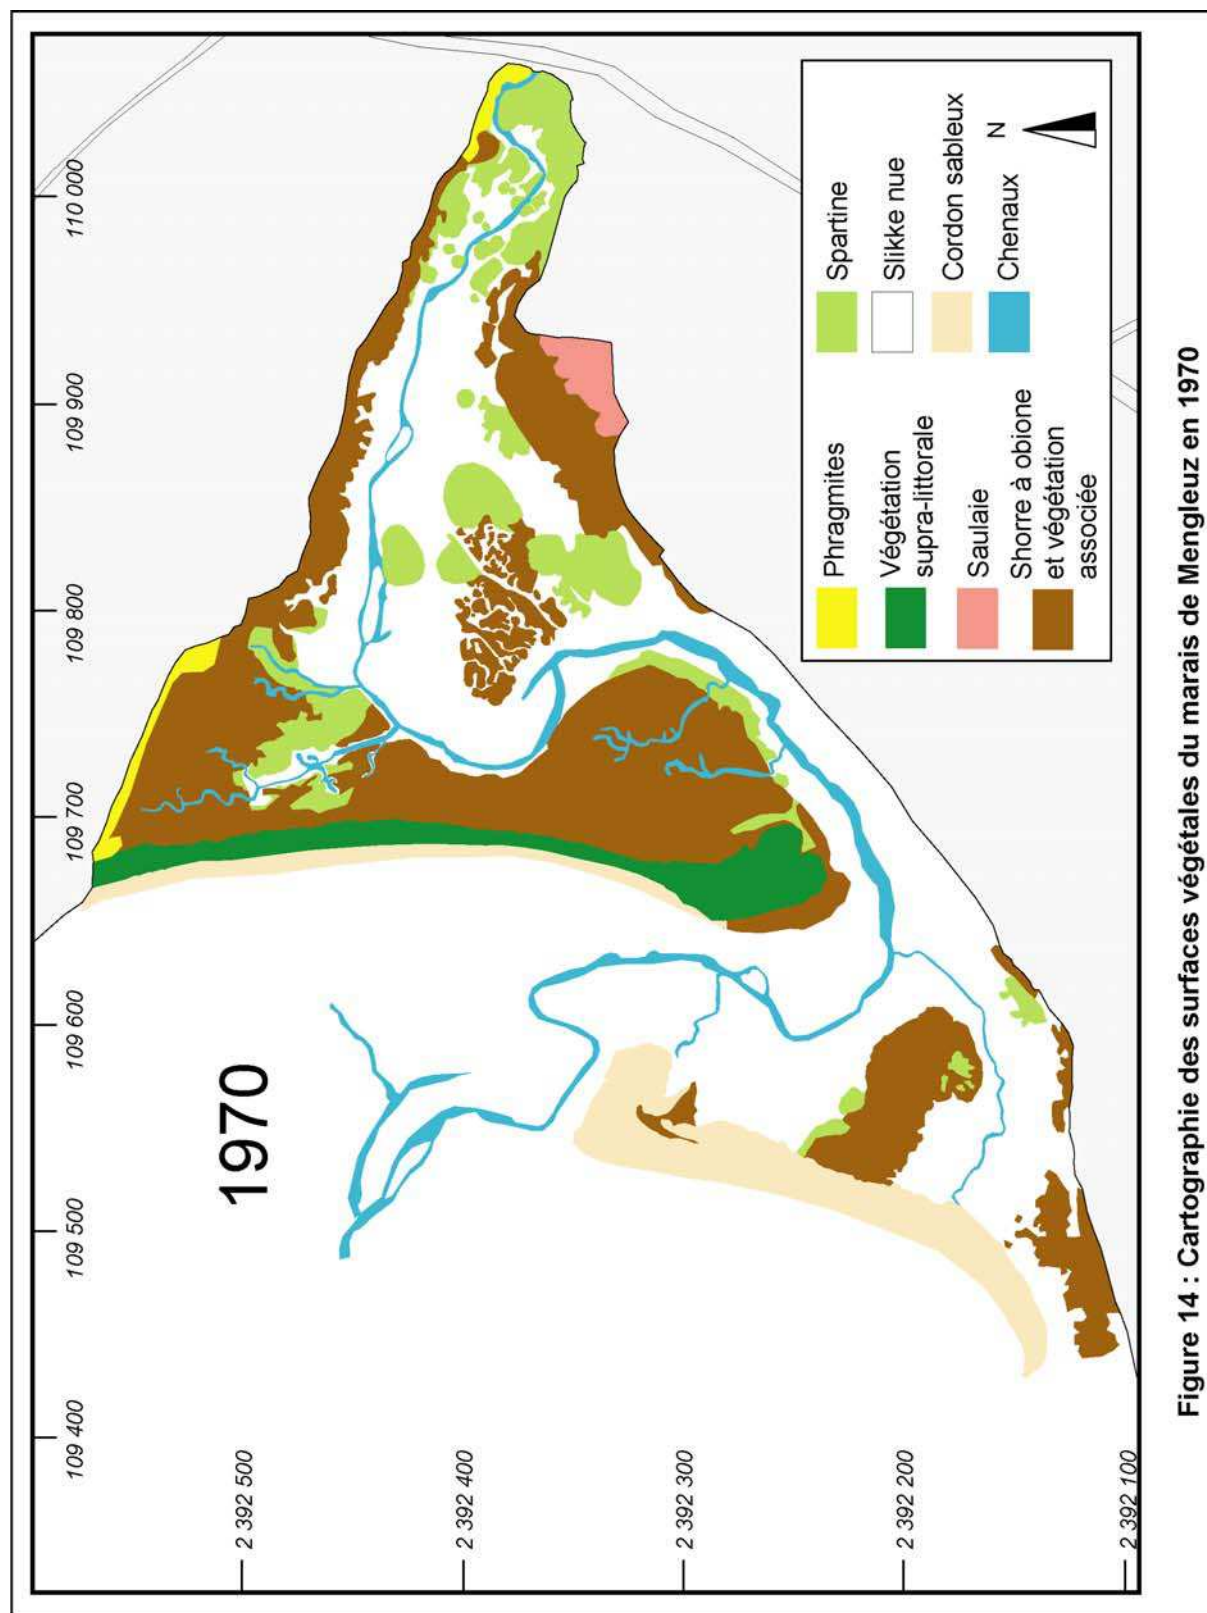 1970
109 400
109 500
109 600
109 700
109 800
109 900
110 000
2 392 500
2 392 400
2 392 300
2 392 200
2 392 100
Phragmites
Végétation
supra-littorale
Saulaie
Shorre à obione
et végétation
associée
Spartine
Slikke nue
Cordon sableux
Chenaux
N
Figure 14 : Cartographie des surfaces végétales du marais de Mengleuz en 1970